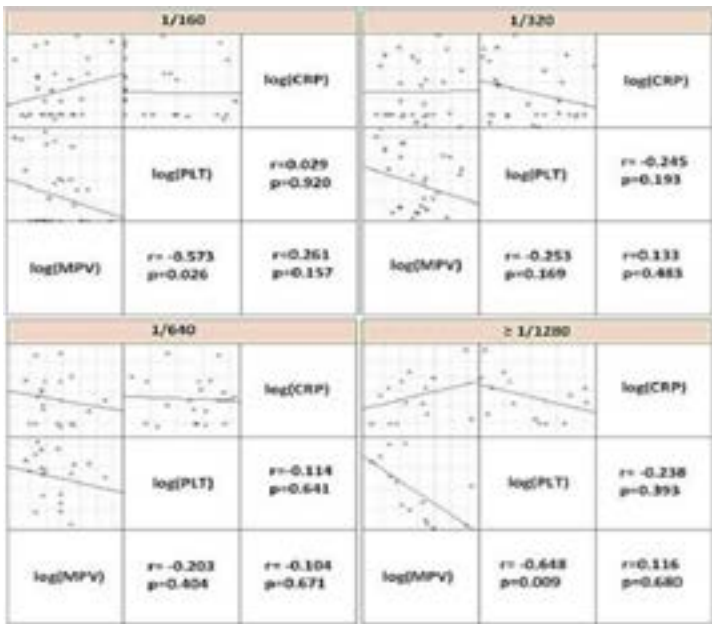 1/160
log(CRP)
log(PLT)
r=0.029
p=0.920
log(MPV)
r= -0.573
p=0.026
r=0.261
p=0.157
1/320
log(CRP)
log(PLT)
r= -0.245
p=0.193
log(MPV)
r= -0.253
p=0.169
r=0.133
p=0.483
1/640
log(CRP)
log(PLT)
r=-0.114
p=0.641
log(MPV)
r= -0.203
p=0.404
r= -0.104
p=0.671
≥ 1/1280
log(CRP)
log(PLT)
r= -0.238
p=0.393
log(MPV)
r= -0.648
p=0.009
r=0.116
p=0.680